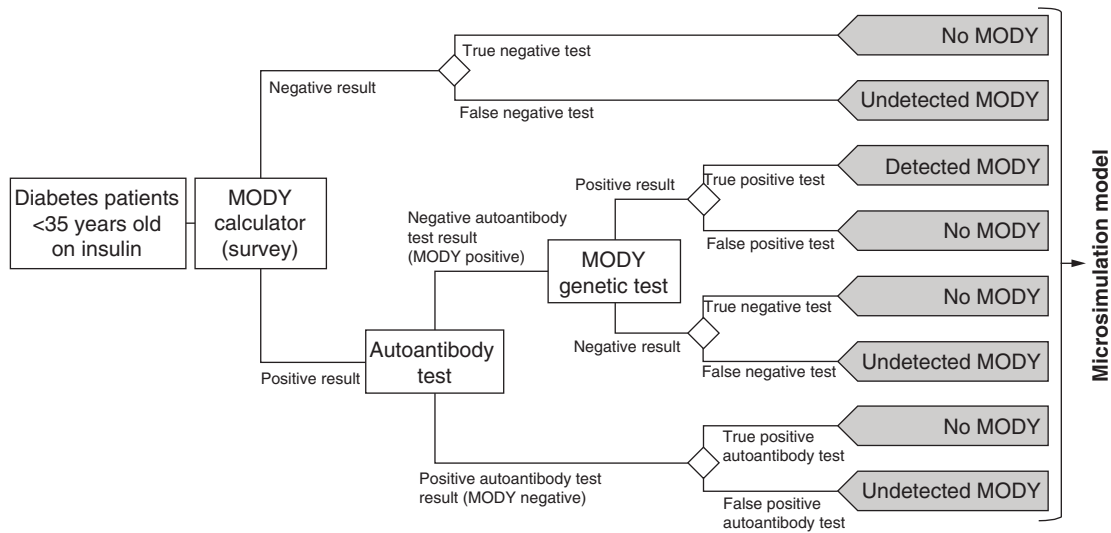 Diabetes patients
<35 years old
on insulin
MODY
calculator
(survey)
Negative result
True negative test
No MODY
False negative test
Undetected MODY
Positive result
Autoantibody
test
Negative autoantibody
test result
(MODY positive)
MODY
genetic test
Positive result
True positive test
Detected MODY
False positive test
No MODY
Negative result
True negative test
No MODY
False negative test
Undetected MODY
Positive autoantibody test
result (MODY negative)
True positive
autoantibody test
No MODY
False positive
autoantibody test
Undetected MODY
Microsimulation model